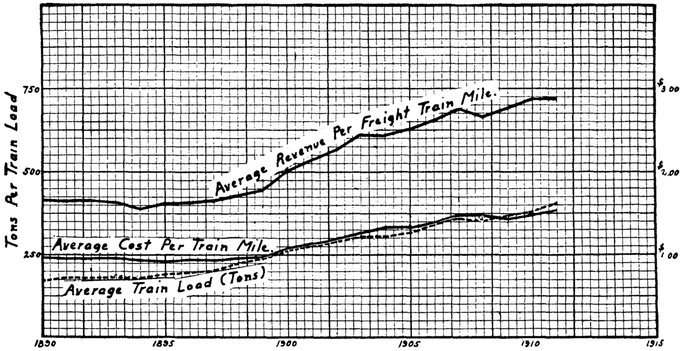 750
$3 00
Average Revenue Per Freight Train Mile.
Tons Per Train Load
500
$2 00
Average Cost Per Train Mile.
250
$1 00
Average Train Load (Tons)
1890 1895 1900 1905 1910 1915